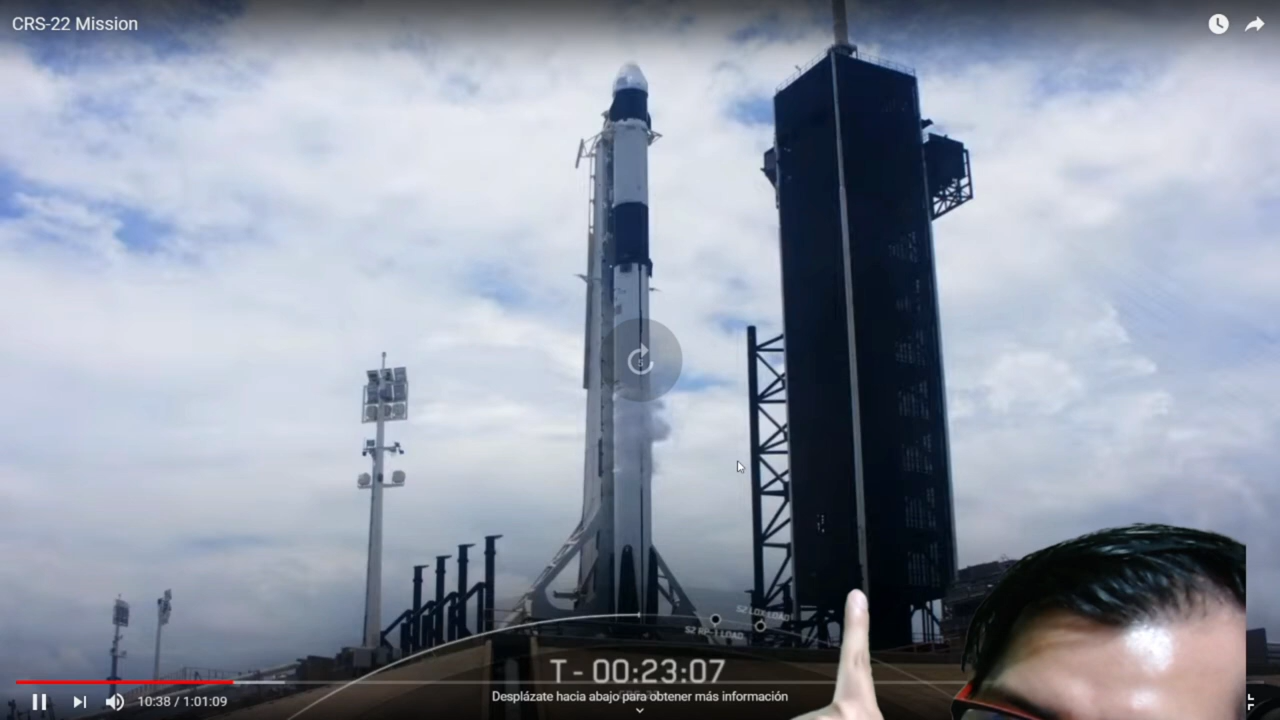 CRS-22 Mission
S2 LOX LOAD
S2 RP-1 LOAD
T - 00:23:07
Desplázate hacia abajo para obtener más información
10:38 / 1:01:09